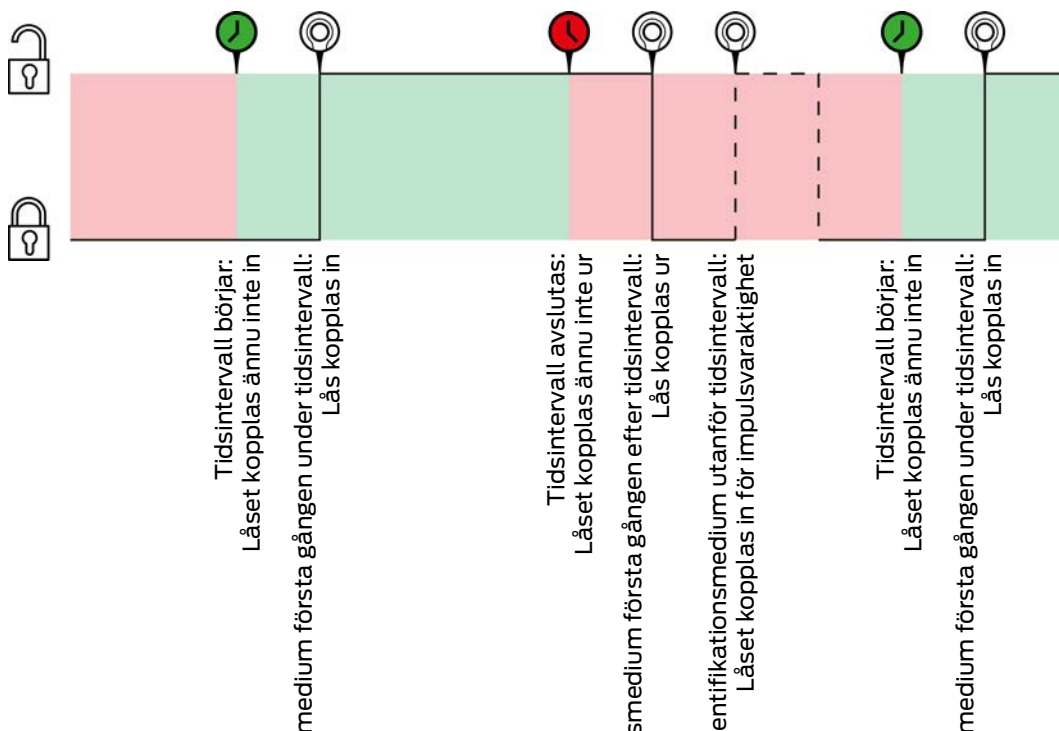 Tidsintervall börjar:
Låset kopplas ännu inte in
medium första gången under tidsintervall:
Lås kopplas in
Tidsintervall avslutas:
Låset kopplas ännu inte ur
smedium första gången efter tidsintervall:
Lås kopplas ur
entifikationsmedium utanför tidsintervall:
Låset kopplas in för impulsvaraktighet
Tidsintervall börjar:
Låset kopplas ännu inte in
medium första gången under tidsintervall:
Lås kopplas in